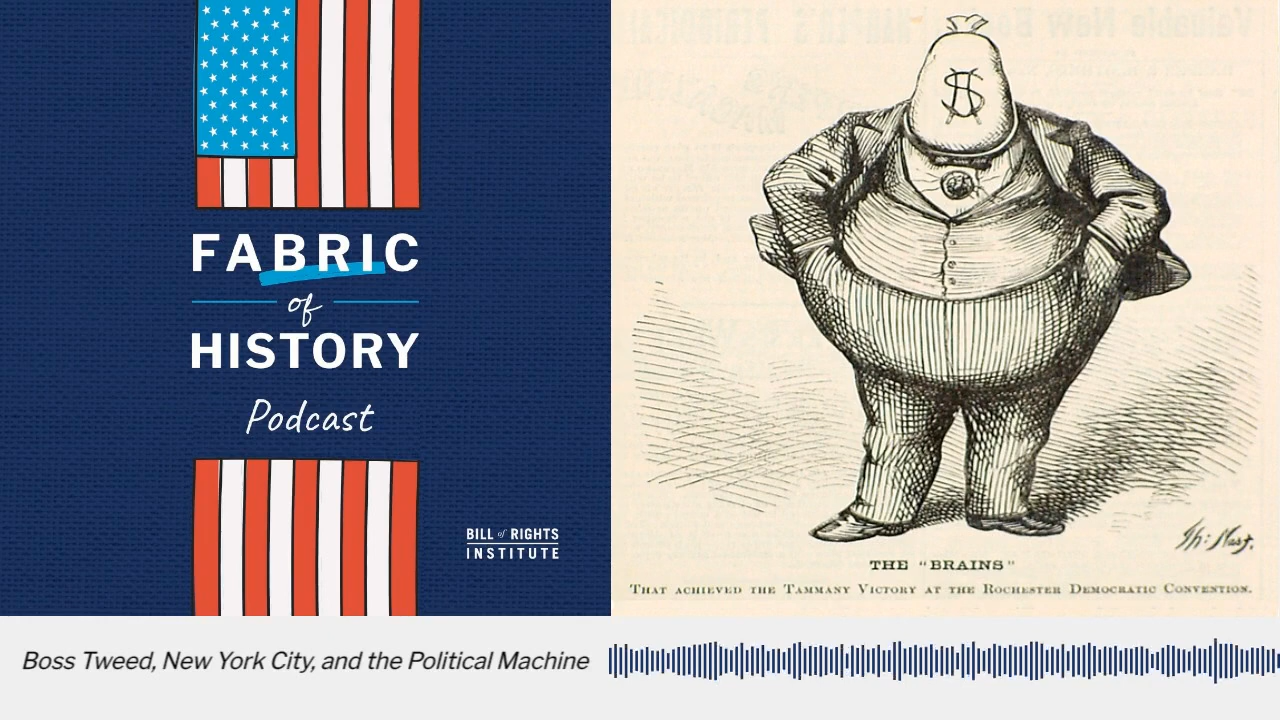 FABRIC
of
HISTORY
Podcast
BILL of RIGHTS
INSTITUTE
$
Th: Nast.
THE "BRAINS"
THAT ACHIEVED THE TAMMANY VICTORY AT THE ROCHESTER DEMOCRATIC CONVENTION.
Boss Tweed, New York City, and the Political Machine